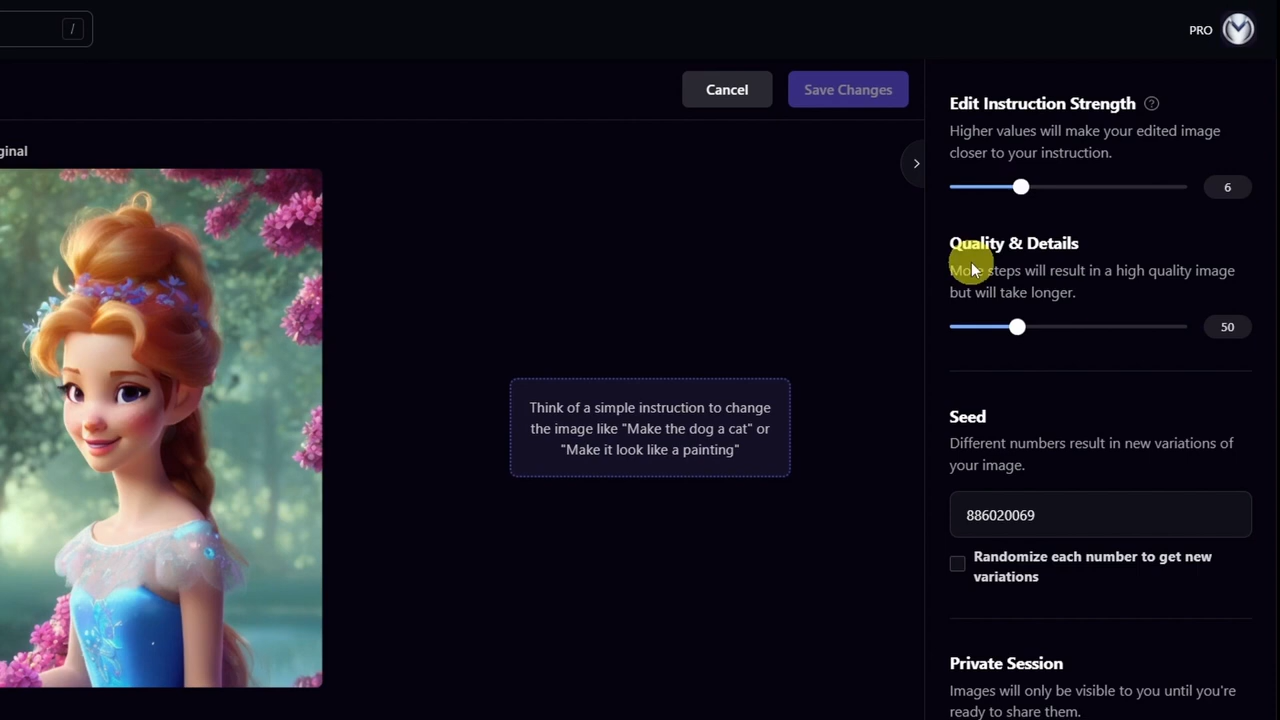 /
PRO
Cancel
Save Changes
ginal
Edit Instruction Strength ?
Higher values will make your edited image
closer to your instruction.
6
Quality & Details
More steps will result in a high quality image
but will take longer.
50
Think of a simple instruction to change
the image like "Make the dog a cat" or
"Make it look like a painting"
Seed
Different numbers result in new variations of
your image.
886020069
Randomize each number to get new
variations
Private Session
Images will only be visible to you until you're
ready to share them.